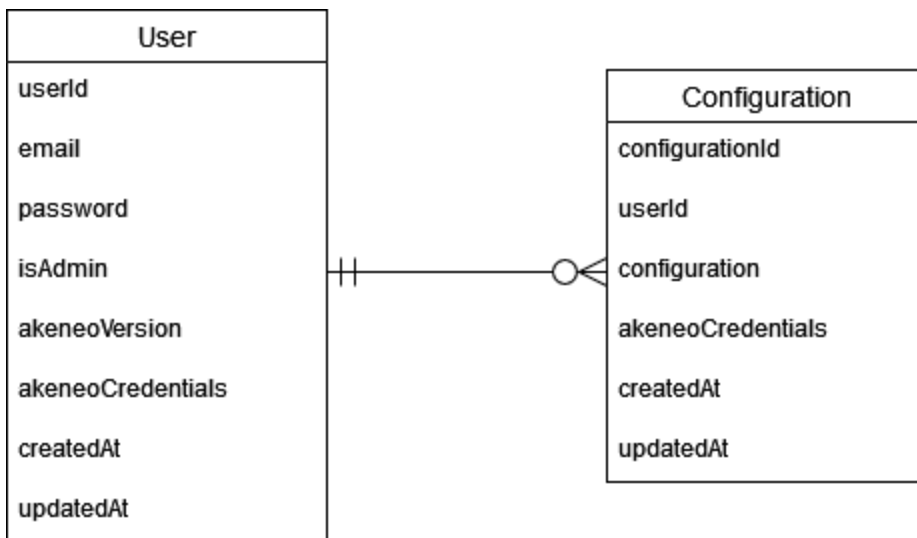 User
userId
email
password
isAdmin
akeneoVersion
akeneoCredentials
createdAt
updatedAt
Configuration
configurationId
userId
configuration
akeneoCredentials
createdAt
updatedAt